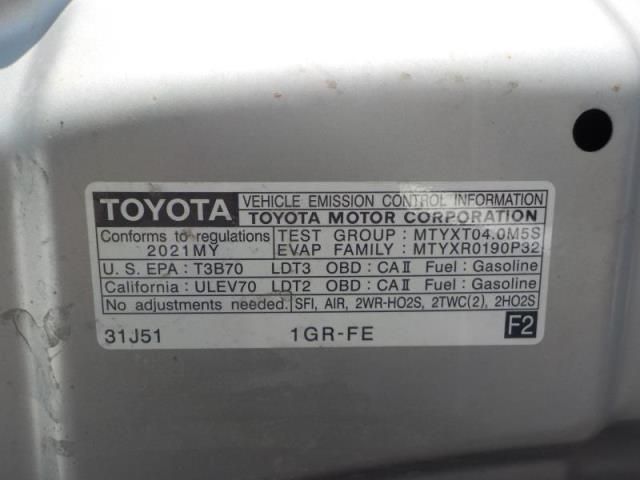 TOYOTA VEHICLE EMISSION CONTROL INFORMATION
TOYOTA MOTOR CORPORATION
Conforms to regulations TEST GROUP : MTYXT04.0M5S
2021MY EVAP FAMILY : MTYXR0190P32
U.S. EPA : T3B70 LDT3 OBD : CAⅡ Fuel : Gasoline
California : ULEV70 LDT2 OBD : CAⅡ Fuel : Gasoline
No adjustments needed. SFI, AIR, 2WR-HO2S, 2TWC(2), 2HO2S
31J51 1GR-FE F2